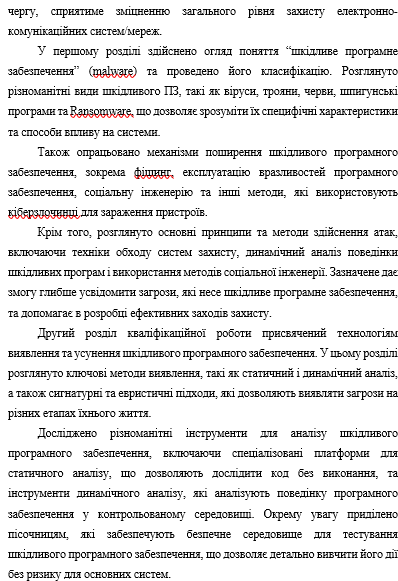 чергу, сприятиме зміцненню загального рівня захисту електронно-
комунікаційних систем/мереж.
У першому розділі здійснено огляд поняття “шкідливе програмне
забезпечення” (malware) та проведено його класифікацію. Розглянуто
різноманітні види шкідливого ПЗ, такі як віруси, трояни, черви, шпигунські
програми та Ransomware, що дозволяє зрозуміти їх специфічні характеристики
та способи впливу на системи.
Також опрацьовано механізми поширення шкідливого програмного
забезпечення, зокрема фішинг, експлуатацію вразливостей програмного
забезпечення, соціальну інженерію та інші методи, які використовують
кіберзлочинці для зараження пристроїв.
Крім того, розглянуто основні принципи та методи здійснення атак,
включаючи техніки обходу систем захисту, динамічний аналіз поведінки
шкідливих програм і використання методів соціальної інженерії. Зазначене дає
змогу глибше усвідомити загрози, які несе шкідливе програмне забезпечення,
та допомагає в розробці ефективних заходів захисту.
Другий розділ кваліфікаційної роботи присвячений технологіям
виявлення та усунення шкідливого програмного забезпечення. У цьому розділі
розглянуто ключові методи виявлення, такі як статичний і динамічний аналіз,
а також сигнатурні та евристичні підходи, які дозволяють виявляти загрози на
різних етапах їхнього життя.
Досліджено різноманітні інструменти для аналізу шкідливого
програмного забезпечення, включаючи спеціалізовані платформи для
статичного аналізу, що дозволяють дослідити код без виконання, та
інструменти динамічного аналізу, які аналізують поведінку програмного
забезпечення у контрольованому середовищі. Окрему увагу приділено
пісочницям, які забезпечують безпечне середовище для тестування
шкідливого програмного забезпечення, що дозволяє детально вивчити його дії
без ризику для основних систем.